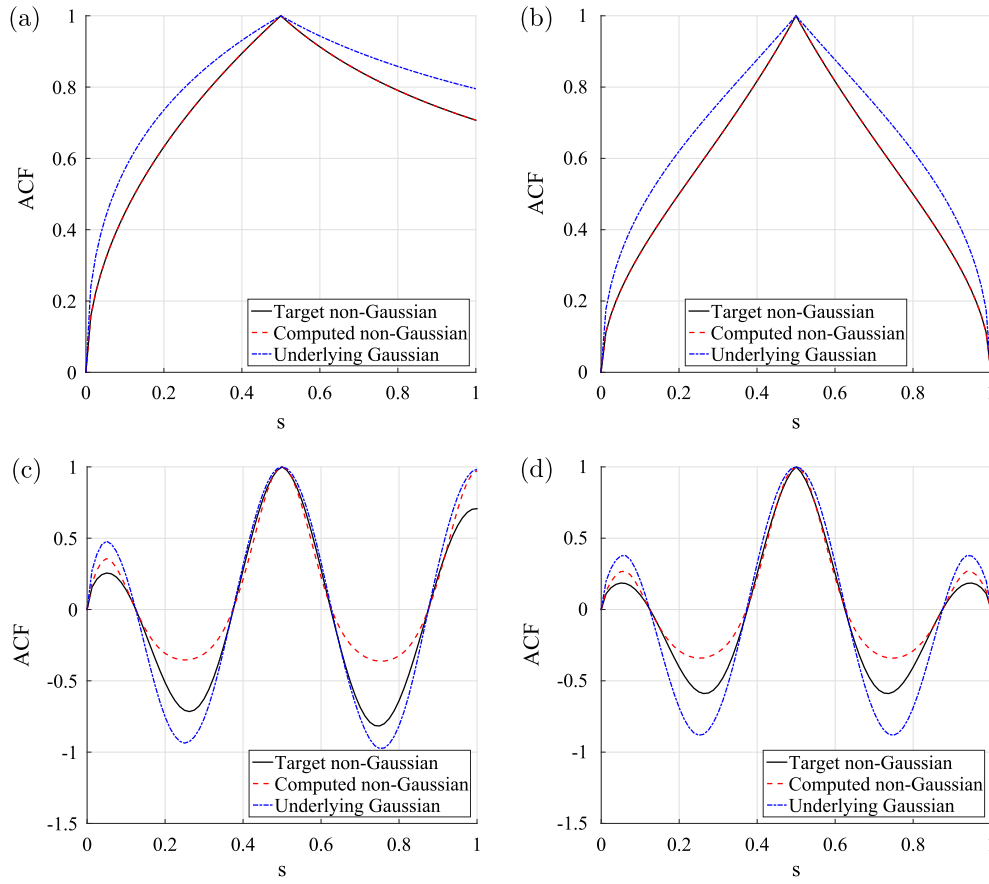 (a)
1
0.8
0.6
0.4
0.2
0
ACF
0 0.2 0.4 0.6 0.8 1
s
Target non-Gaussian
Computed non-Gaussian
Underlying Gaussian
(b)
1
0.8
0.6
0.4
0.2
0
ACF
0 0.2 0.4 0.6 0.8 1
s
Target non-Gaussian
Computed non-Gaussian
Underlying Gaussian
(c)
1
0.5
0
-0.5
-1
-1.5
ACF
0 0.2 0.4 0.6 0.8 1
s
Target non-Gaussian
Computed non-Gaussian
Underlying Gaussian
(d)
1
0.5
0
-0.5
-1
-1.5
ACF
0 0.2 0.4 0.6 0.8 1
s
Target non-Gaussian
Computed non-Gaussian
Underlying Gaussian